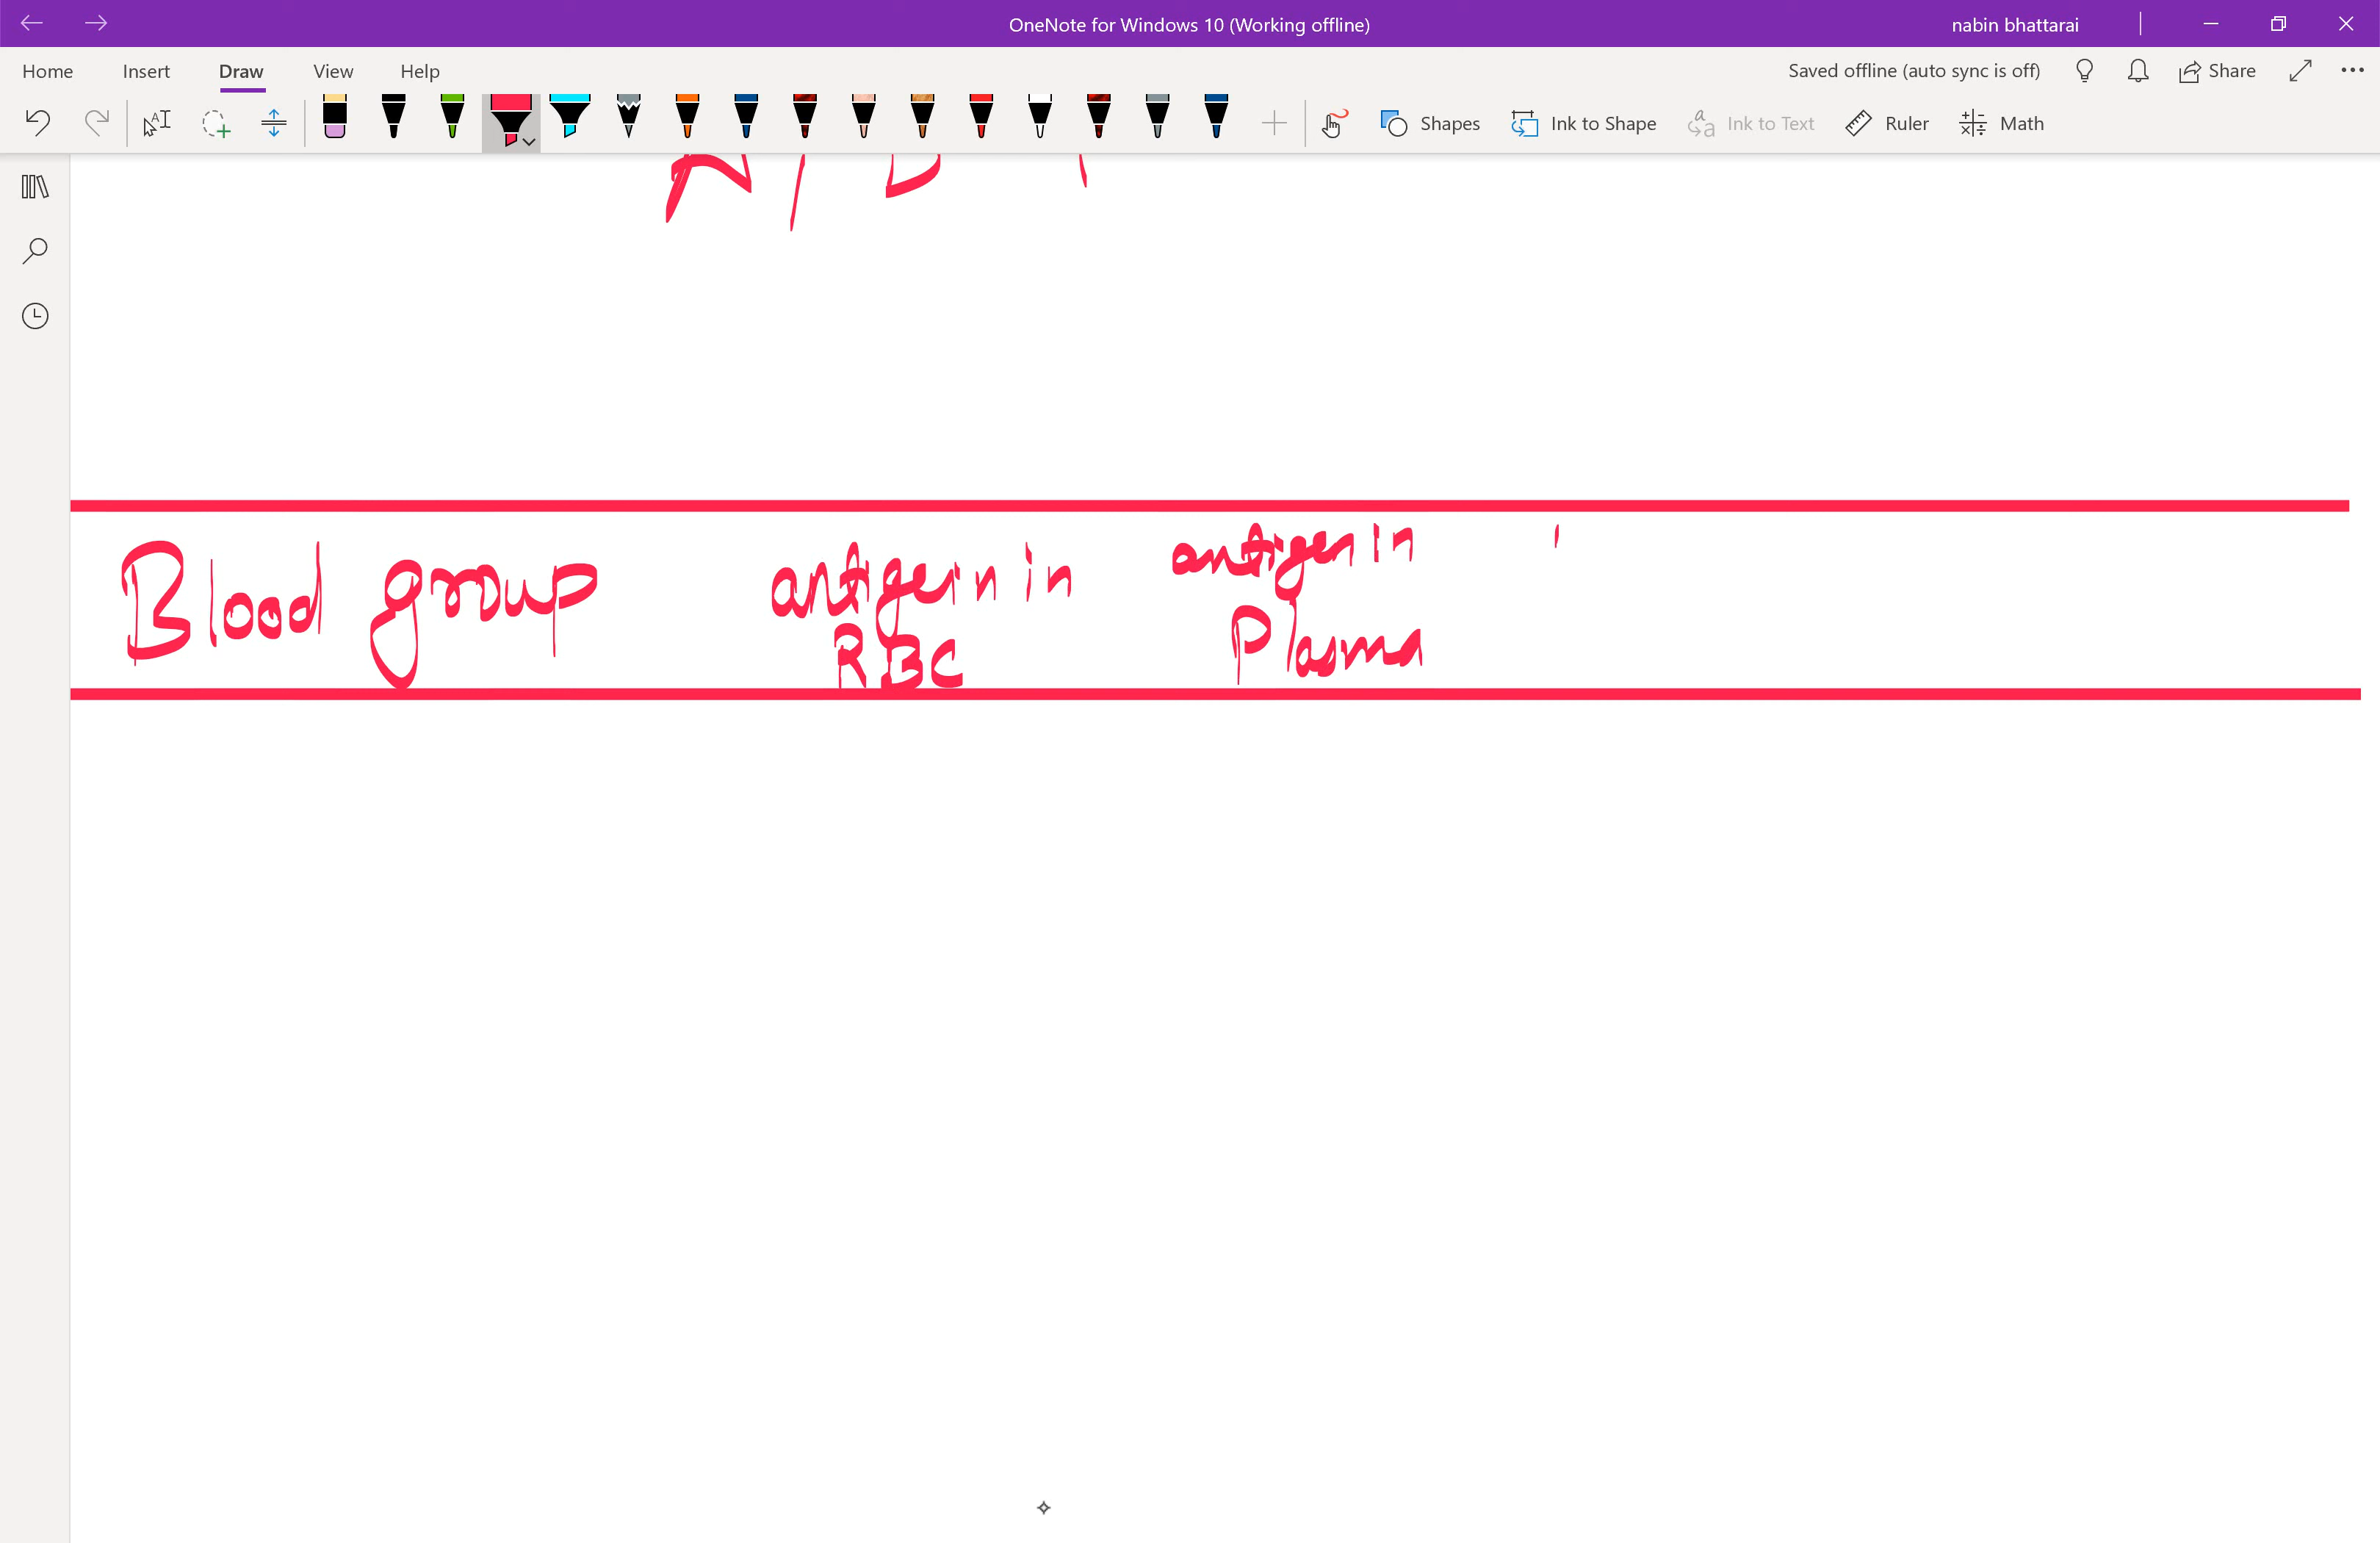 OneNote for Windows 10 (Working offline)
nabin bhattarai
Home Insert Draw View Help
Saved offline (auto sync is off) Share
Shapes Ink to Shape Ink to Text Ruler Math
Blood group
antigen in
RBC
antigen in
Plasma